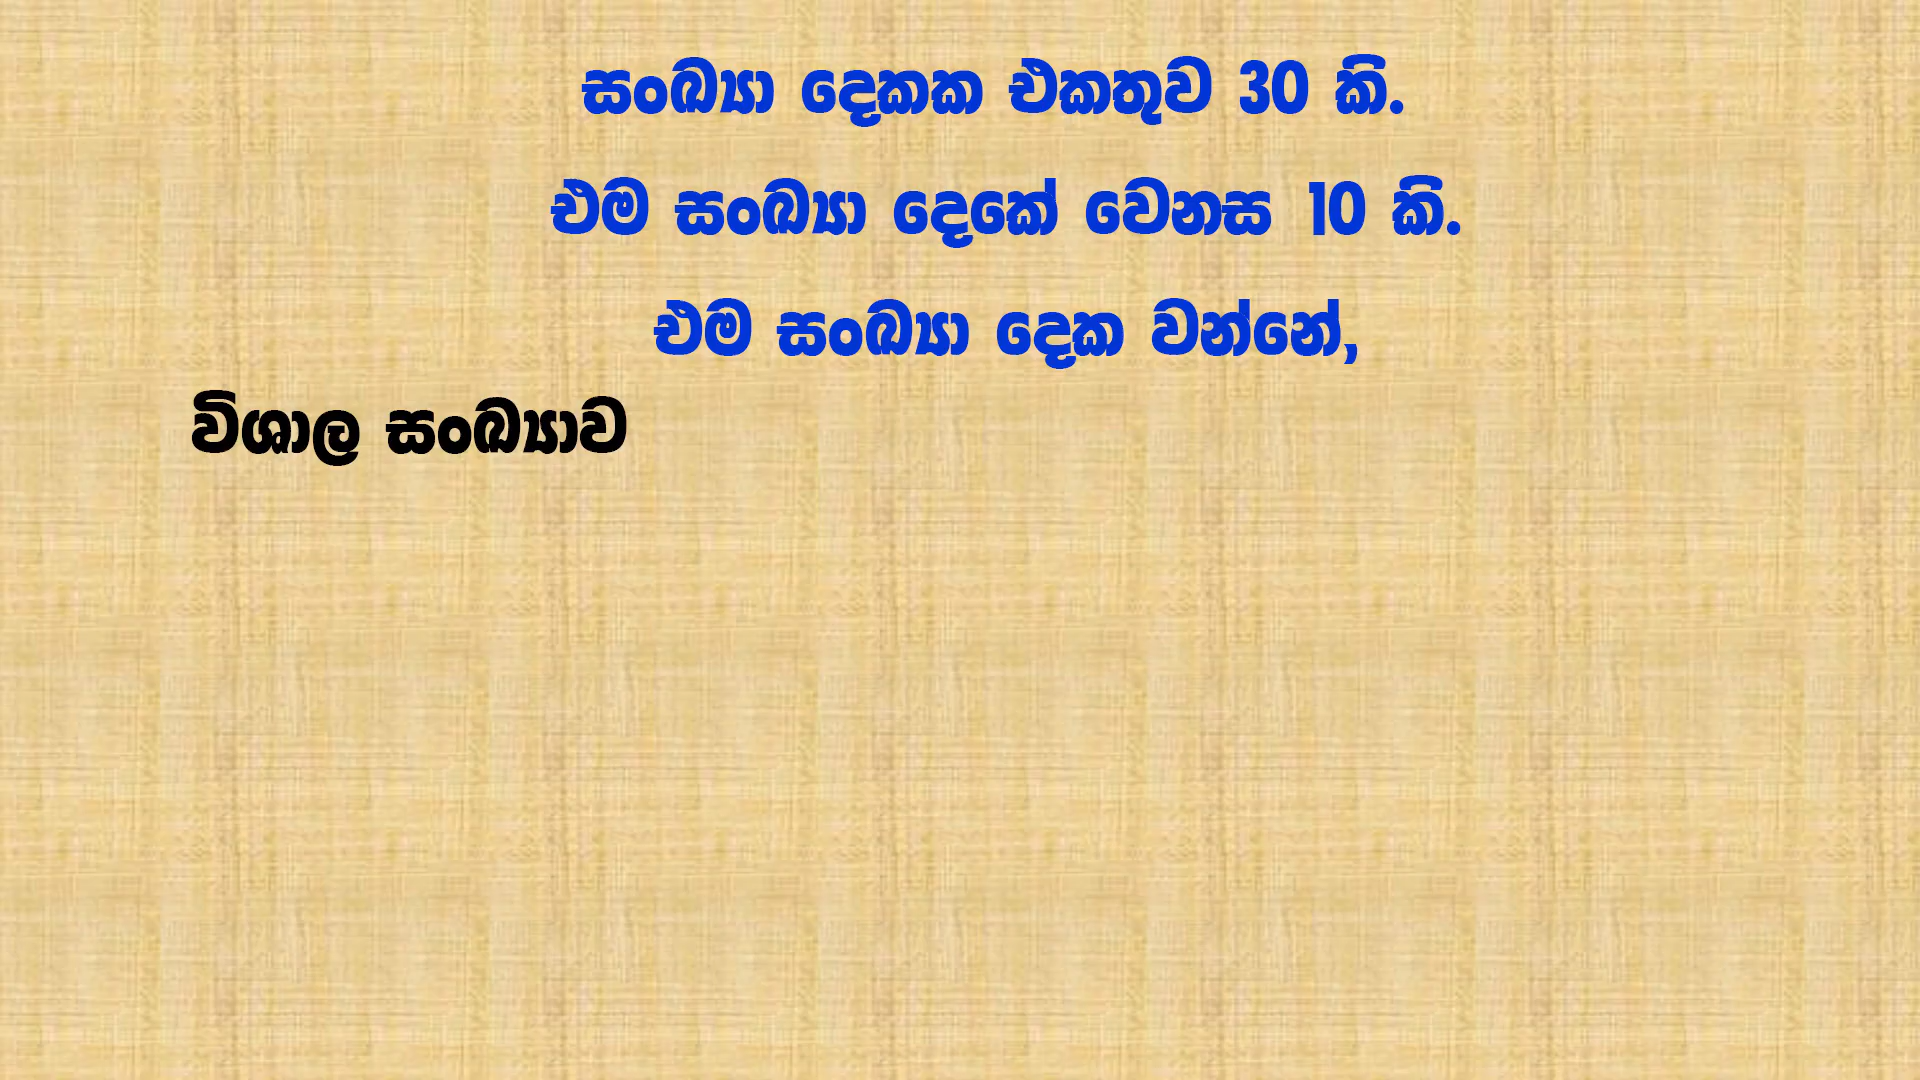 සංඛ්‍යා දෙකක එකතුව 30 කි.
එම සංඛ්‍යා දෙකේ වෙනස 10 කි.
එම සංඛ්‍යා දෙක වන්නේ,
විශාල සංඛ්‍යාව